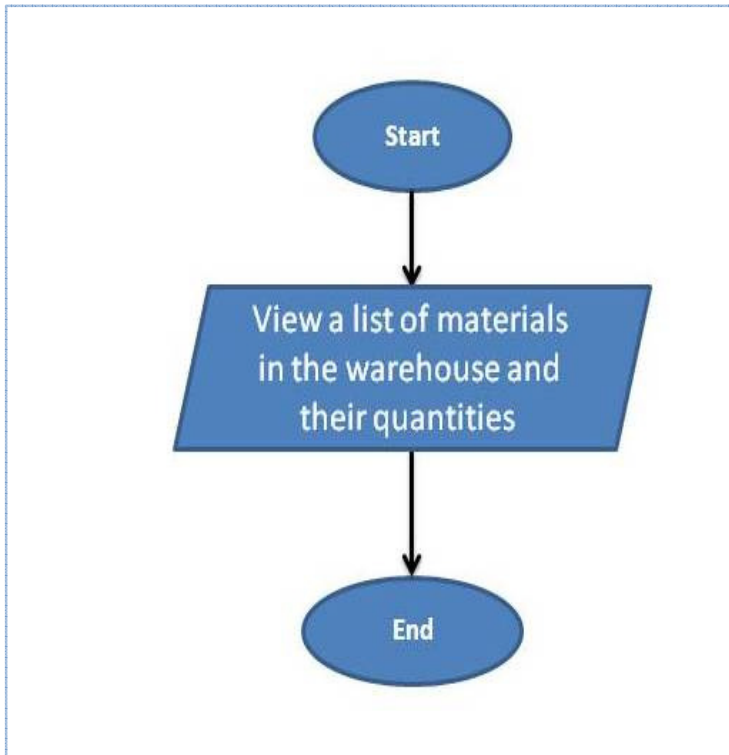 Start
View a list of materials
in the warehouse and
their quantities
End